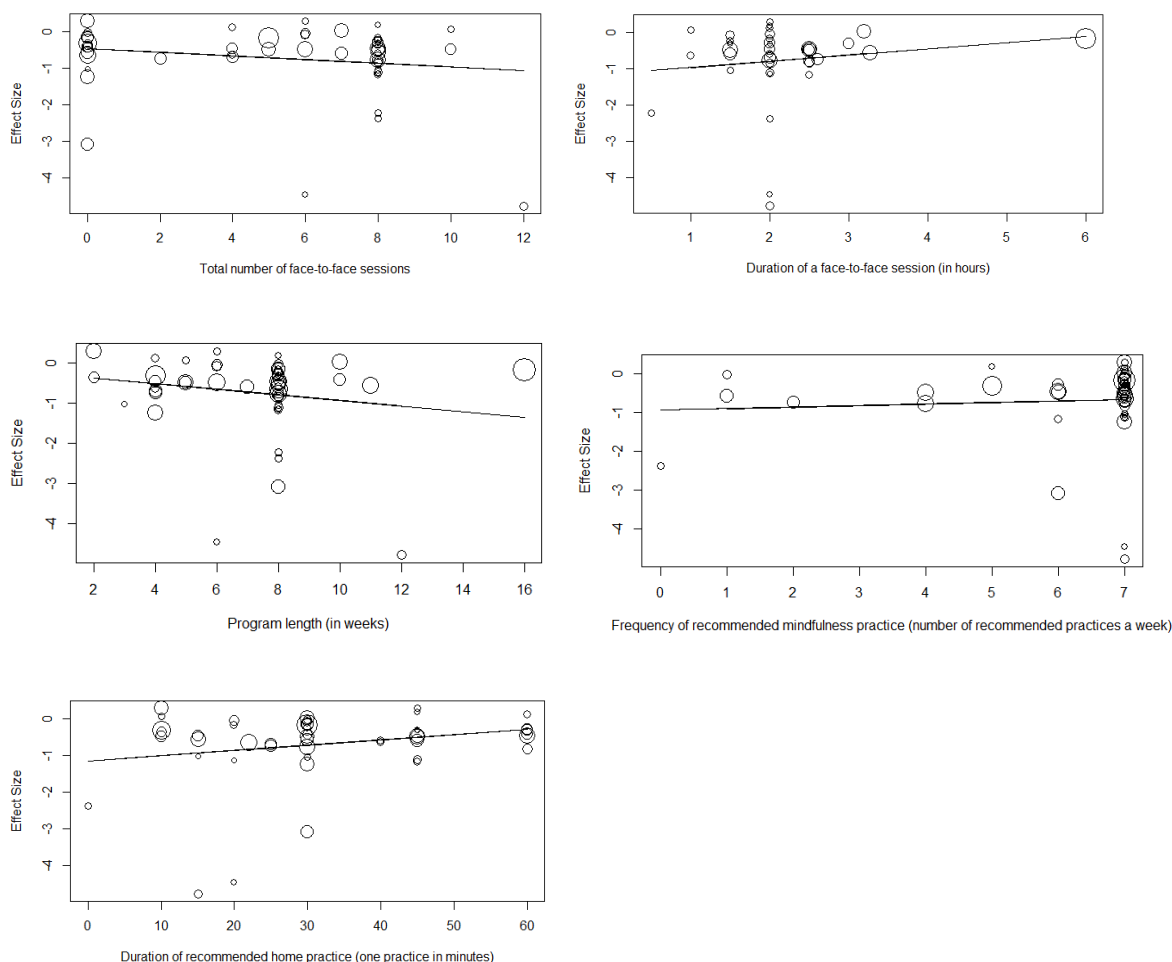 0
-1
-2
-3
-4
Effect Size
0 2 4 6 8 10 12
Total number of face-to-face sessions
0
-1
-2
-3
-4
Effect Size
1 2 3 4 5 6
Duration of a face-to-face session (in hours)
0
-1
-2
-3
-4
Effect Size
2 4 6 8 10 12 14 16
Program length (in weeks)
0
-1
-2
-3
-4
Effect Size
0 1 2 3 4 5 6 7
Frequency of recommended mindfulness practice (number of recommended practices a week)
0
-1
-2
-3
-4
Effect Size
0 10 20 30 40 50 60
Duration of recommended home practice (one practice in minutes)